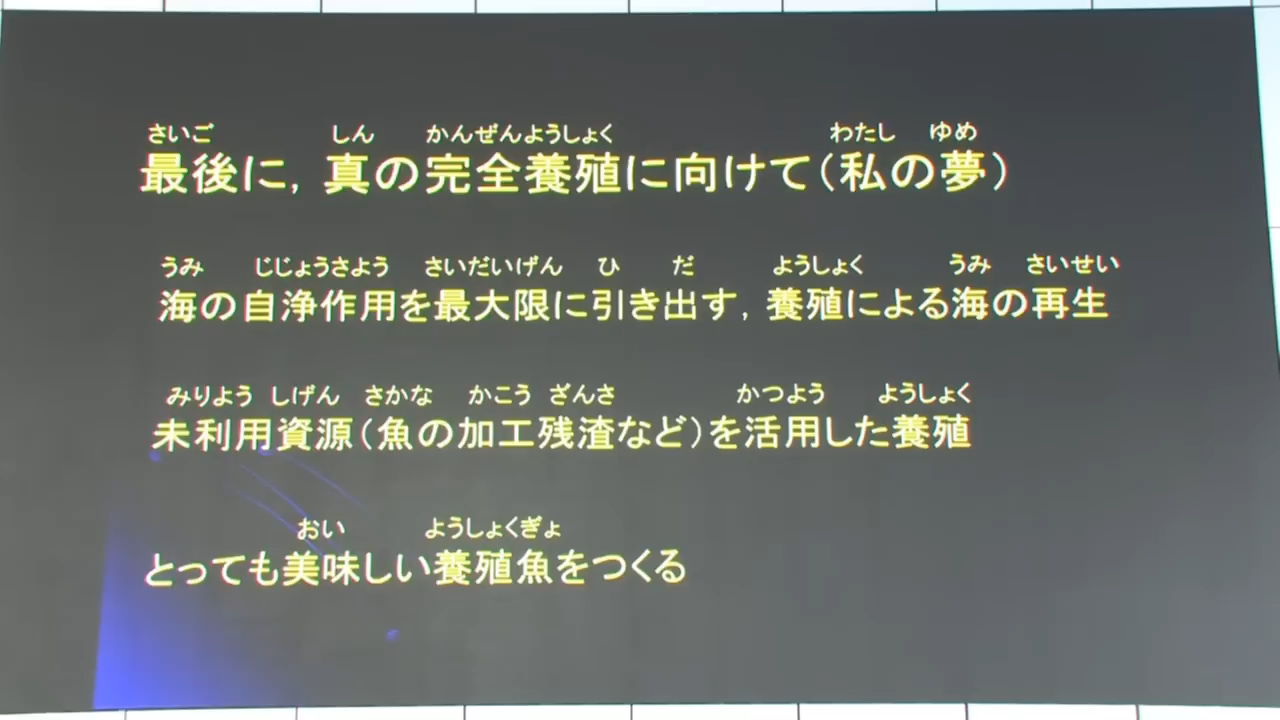 さいご しん かんぜんようしょく わたし ゆめ
最後に，真の完全養殖に向けて（私の夢）
うみ じじょうさよう さいだいげん ひ だ ようしょく うみ さいせい
海の自浄作用を最大限に引き出す，養殖による海の再生
みりよう しげん さかな かこう ざんさ かつよう ようしょく
未利用資源（魚の加工残渣など）を活用した養殖
おい ようしょくぎょ
とっても美味しい養殖魚をつくる